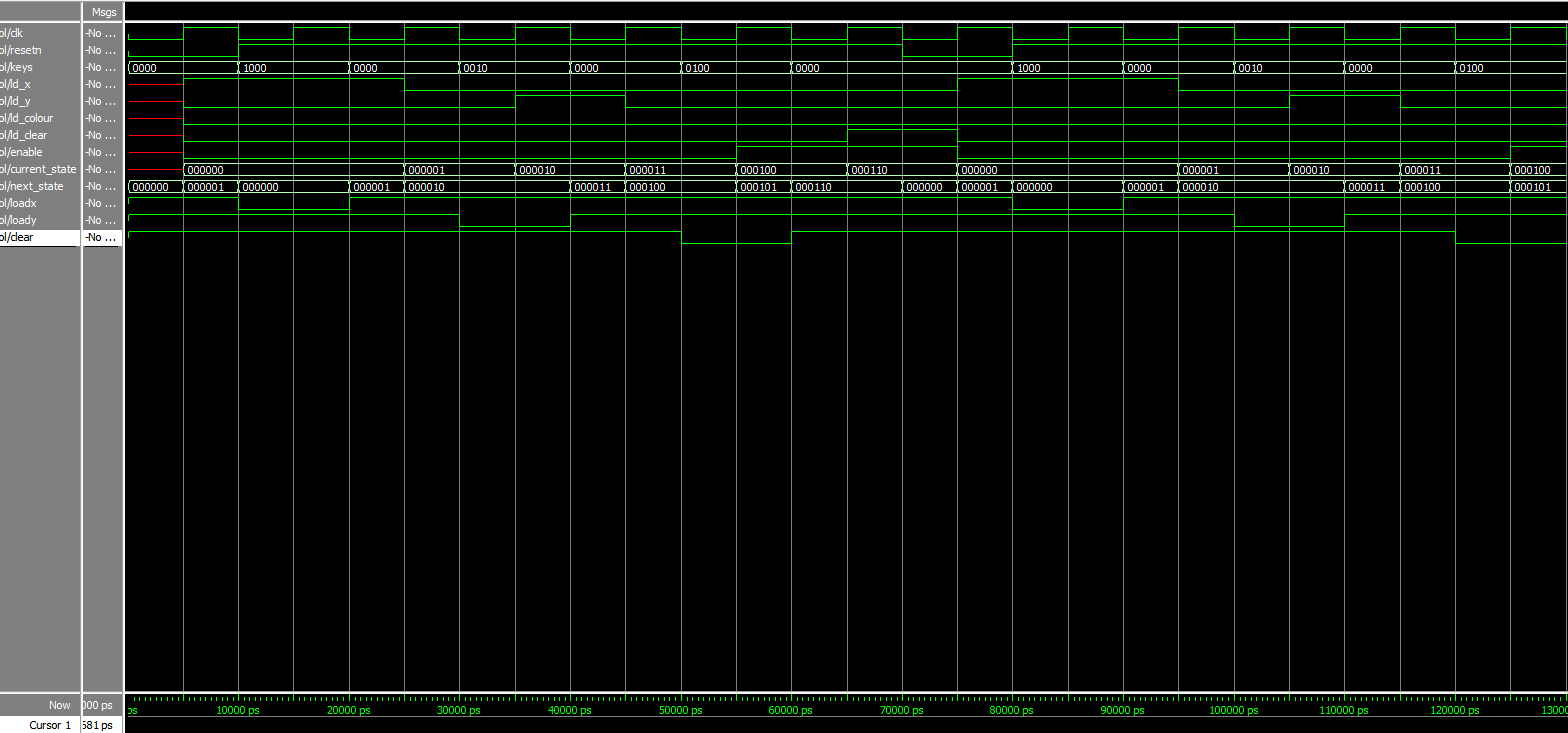 Msgs
ol/clk -No ...
ol/resetn -No ...
ol/keys -No ... 0000 1000 0000 0010 0000 0100 0000 1000 0000 0010 0000 0100
ol/ld_x -No ...
ol/ld_y -No ...
ol/ld_colour -No ...
ol/ld_clear -No ...
ol/enable -No ...
ol/current_state -No ... 000000 000001 000010 000011 000100 000110 000000 000001 000010 000011 000100
ol/next_state -No ... 000000 000001 000000 000001 000010 000011 000100 000101 000110 000000 000001 000000 000001 000010 000011 000100 000101
ol/loadx -No ...
ol/loady -No ...
ol/clear -No ...
Now 000 ps ps 10000 ps 20000 ps 30000 ps 40000 ps 50000 ps 60000 ps 70000 ps 80000 ps 90000 ps 100000 ps 110000 ps 120000 ps 13000
Cursor 1 581 ps